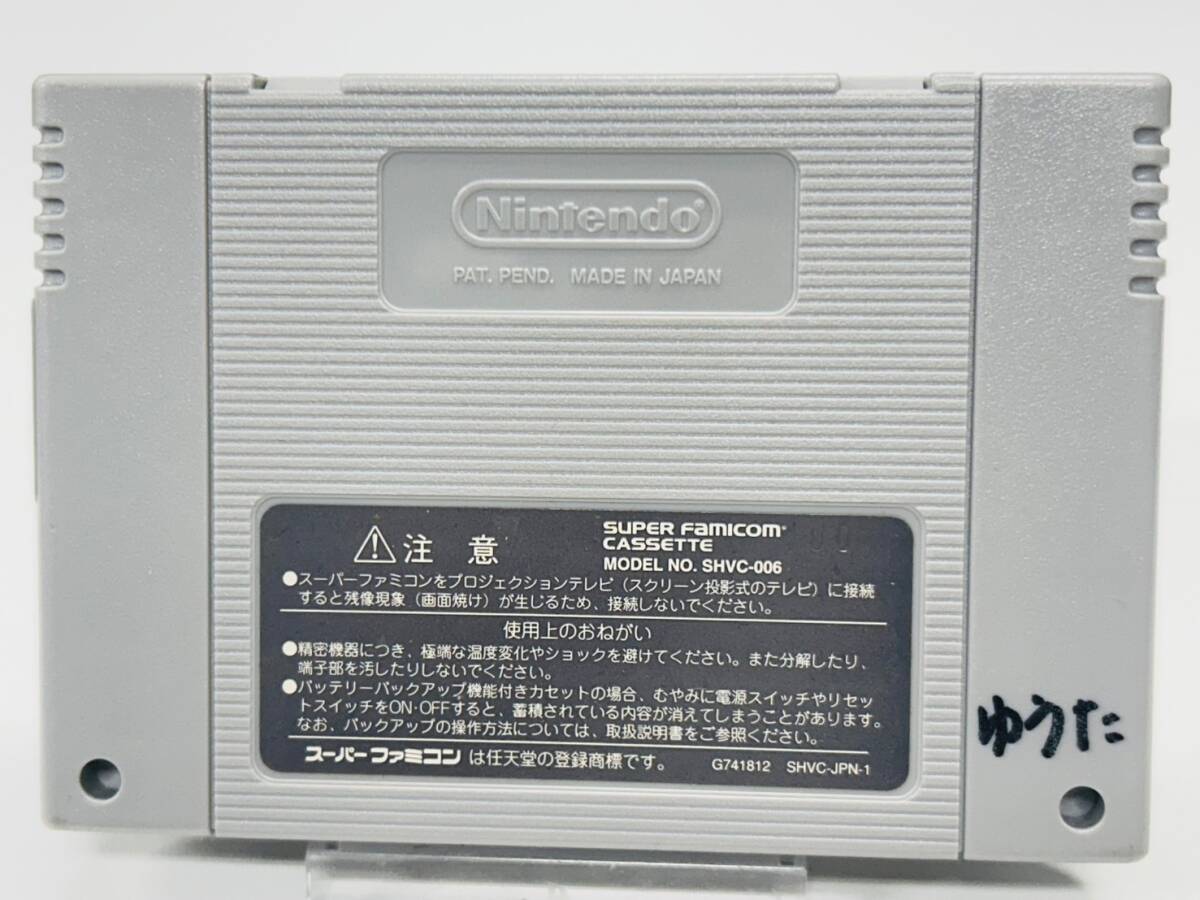 Nintendo®
PAT. PEND. MADE IN JAPAN
⚠注意
SUPER FAMICOM®
CASSETTE
MODEL NO. SHVC-006
●スーパーファミコンをプロジェクションテレビ（スクリーン投影式のテレビ）に接続
すると残像現象（画面焼け）が生じるため、接続しないでください。
使用上のおねがい
●精密機器につき、極端な温度変化やショックを避けてください。また分解したり、
端子部を汚したりしないでください。
●バッテリーバックアップ機能付きカセットの場合、むやみに電源スイッチやリセッ
トスイッチをON・OFFすると、蓄積されている内容が消えてしまうことがあります。
なお、バックアップの操作方法については、取扱説明書をご参照ください。
スーパーファミコンは任天堂の登録商標です。
G741812 SHVC-JPN-1
ゆうた